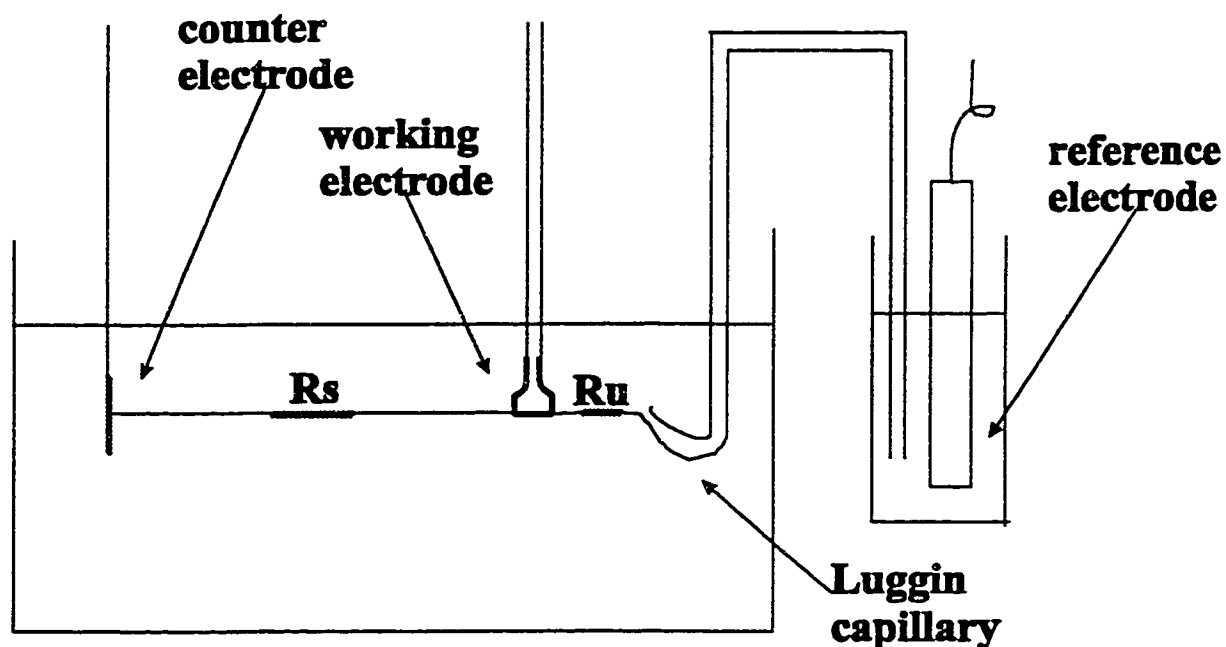 counter
electrode
working
electrode
reference
electrode
Rs
Ru
Luggin
capillary